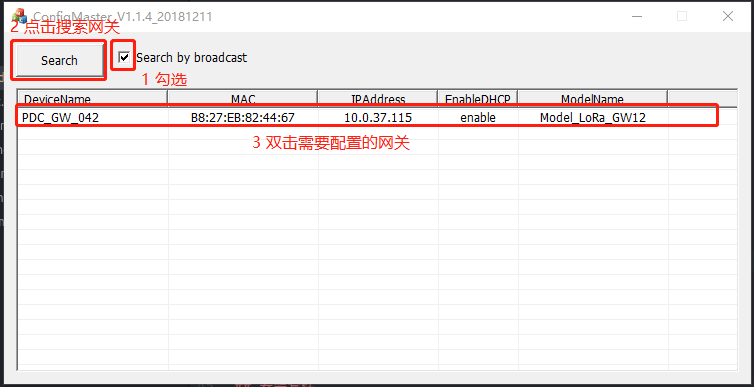 ConfigMaster V1.1.4_20181211
2 点击搜索网关
Search
Search by broadcast
1 勾选
DeviceName MAC IPAddress EnableDHCP ModelName
PDC_GW_042 B8:27:EB:82:44:67 10.0.37.115 enable Model_LoRa_GW12
3 双击需要配置的网关